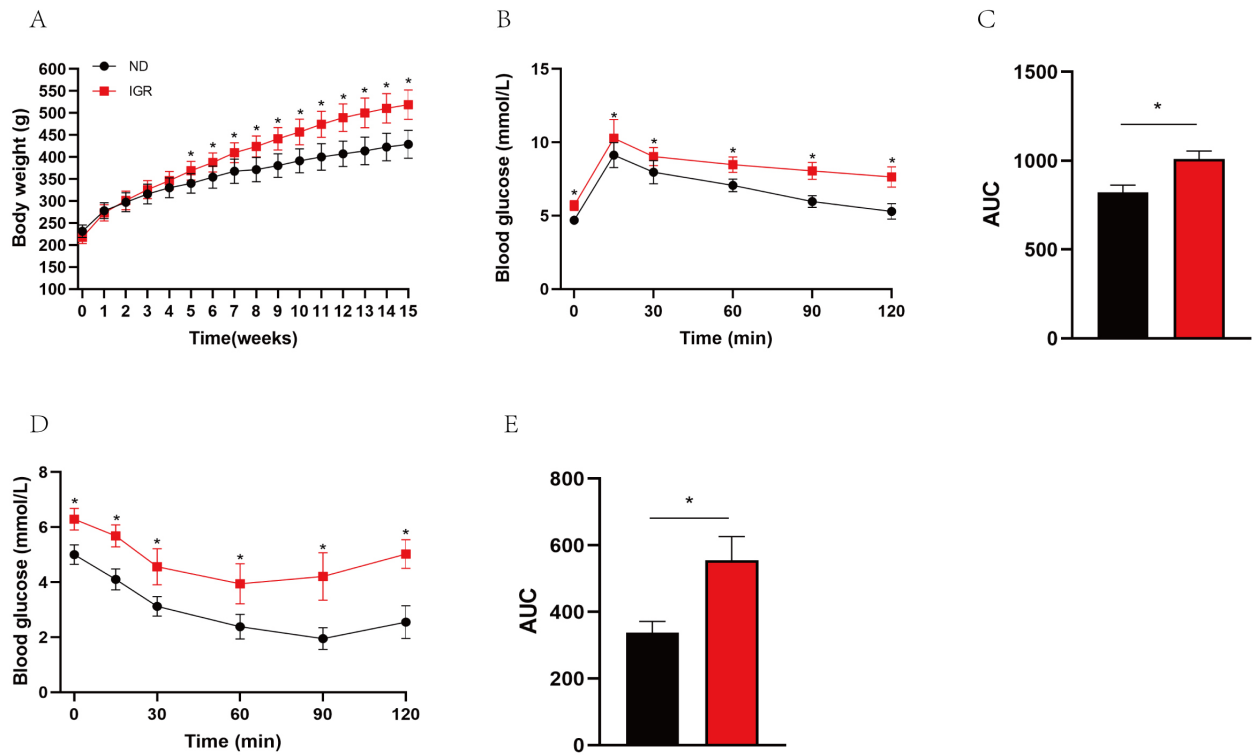 A
ND
IGR
Body weight (g)
600
550
500
450
400
350
300
250
200
150
100
* * * * * * * * * * *
0 1 2 3 4 5 6 7 8 9 10 11 12 13 14 15
Time(weeks)
B
Blood glucose (mmol/L)
15
10
5
0
* * * * * *
0 30 60 90 120
Time (min)
C
AUC
1500
1000
500
0
*
D
Blood glucose (mmol/L)
8
6
4
2
0
* * * * * *
0 30 60 90 120
Time (min)
E
AUC
800
600
400
200
0
*